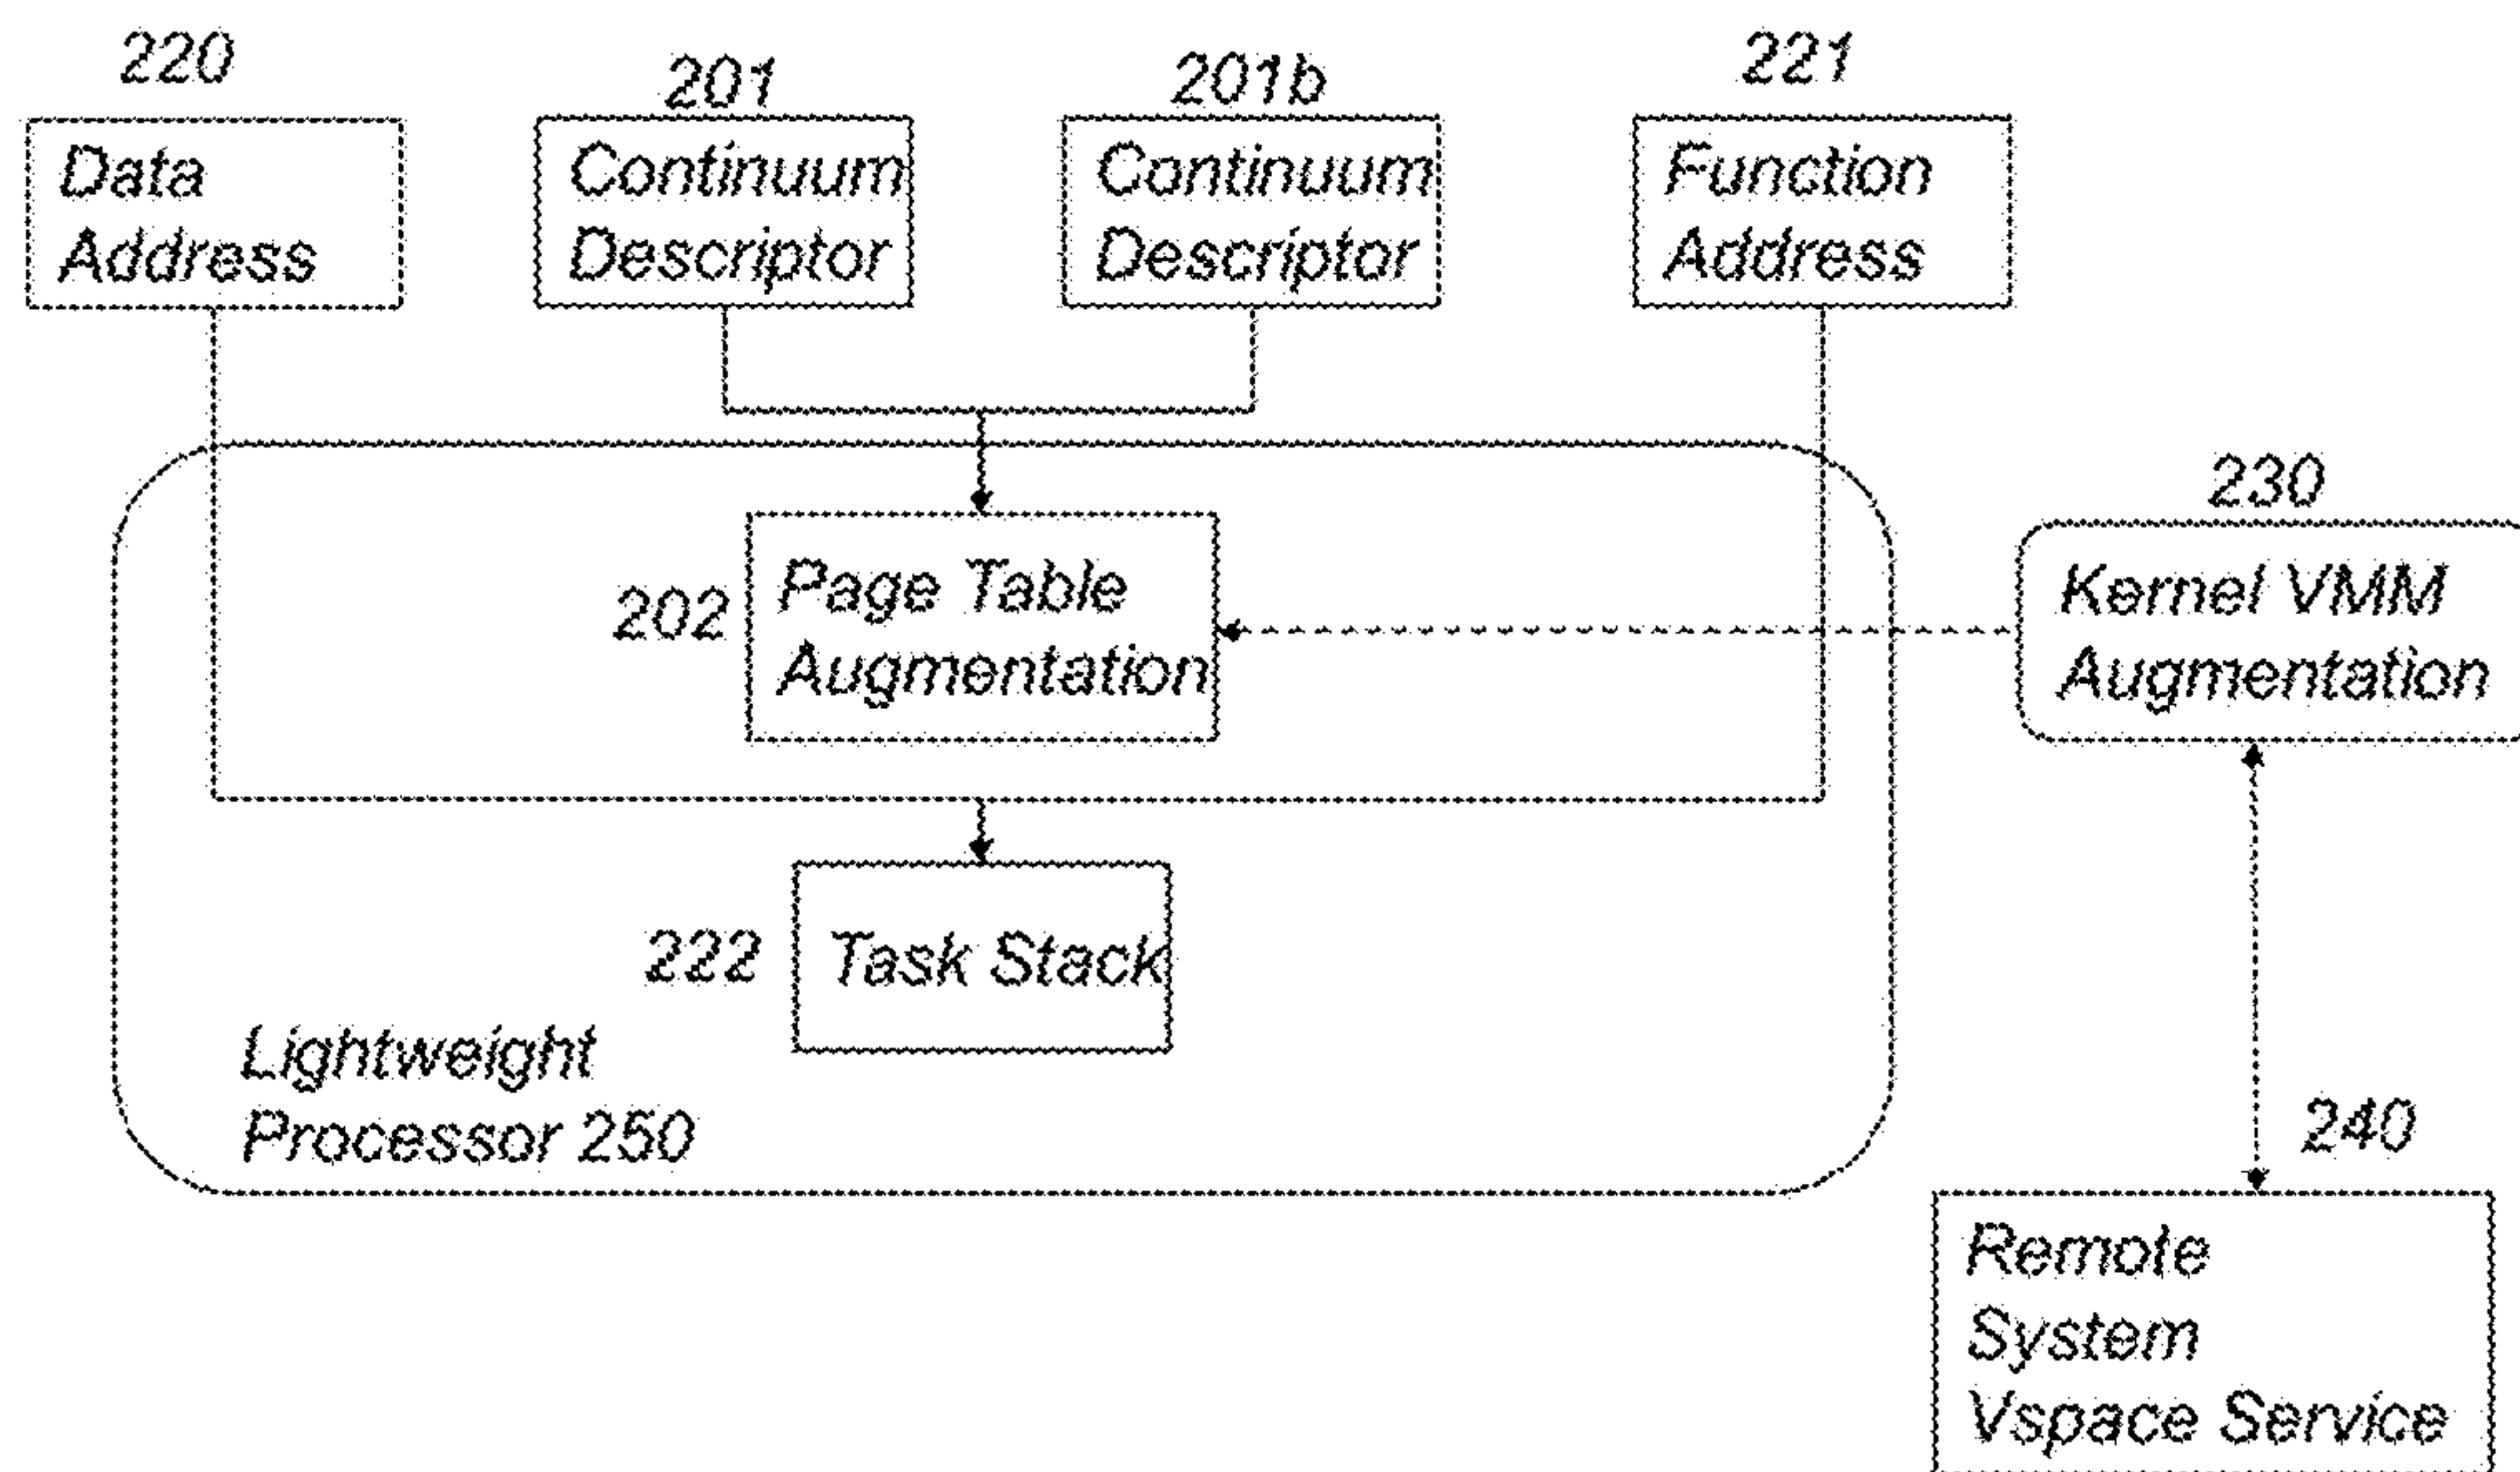 220
201
201b
221
Data
Address
Continuum
Descriptor
Continuum
Descriptor
Function
Address
230
202
Page Table
Augmentation
Kernel VMM
Augmentation
222
Task Stack
Lightweight
Processor 250
240
Remote
System
Vspace Service